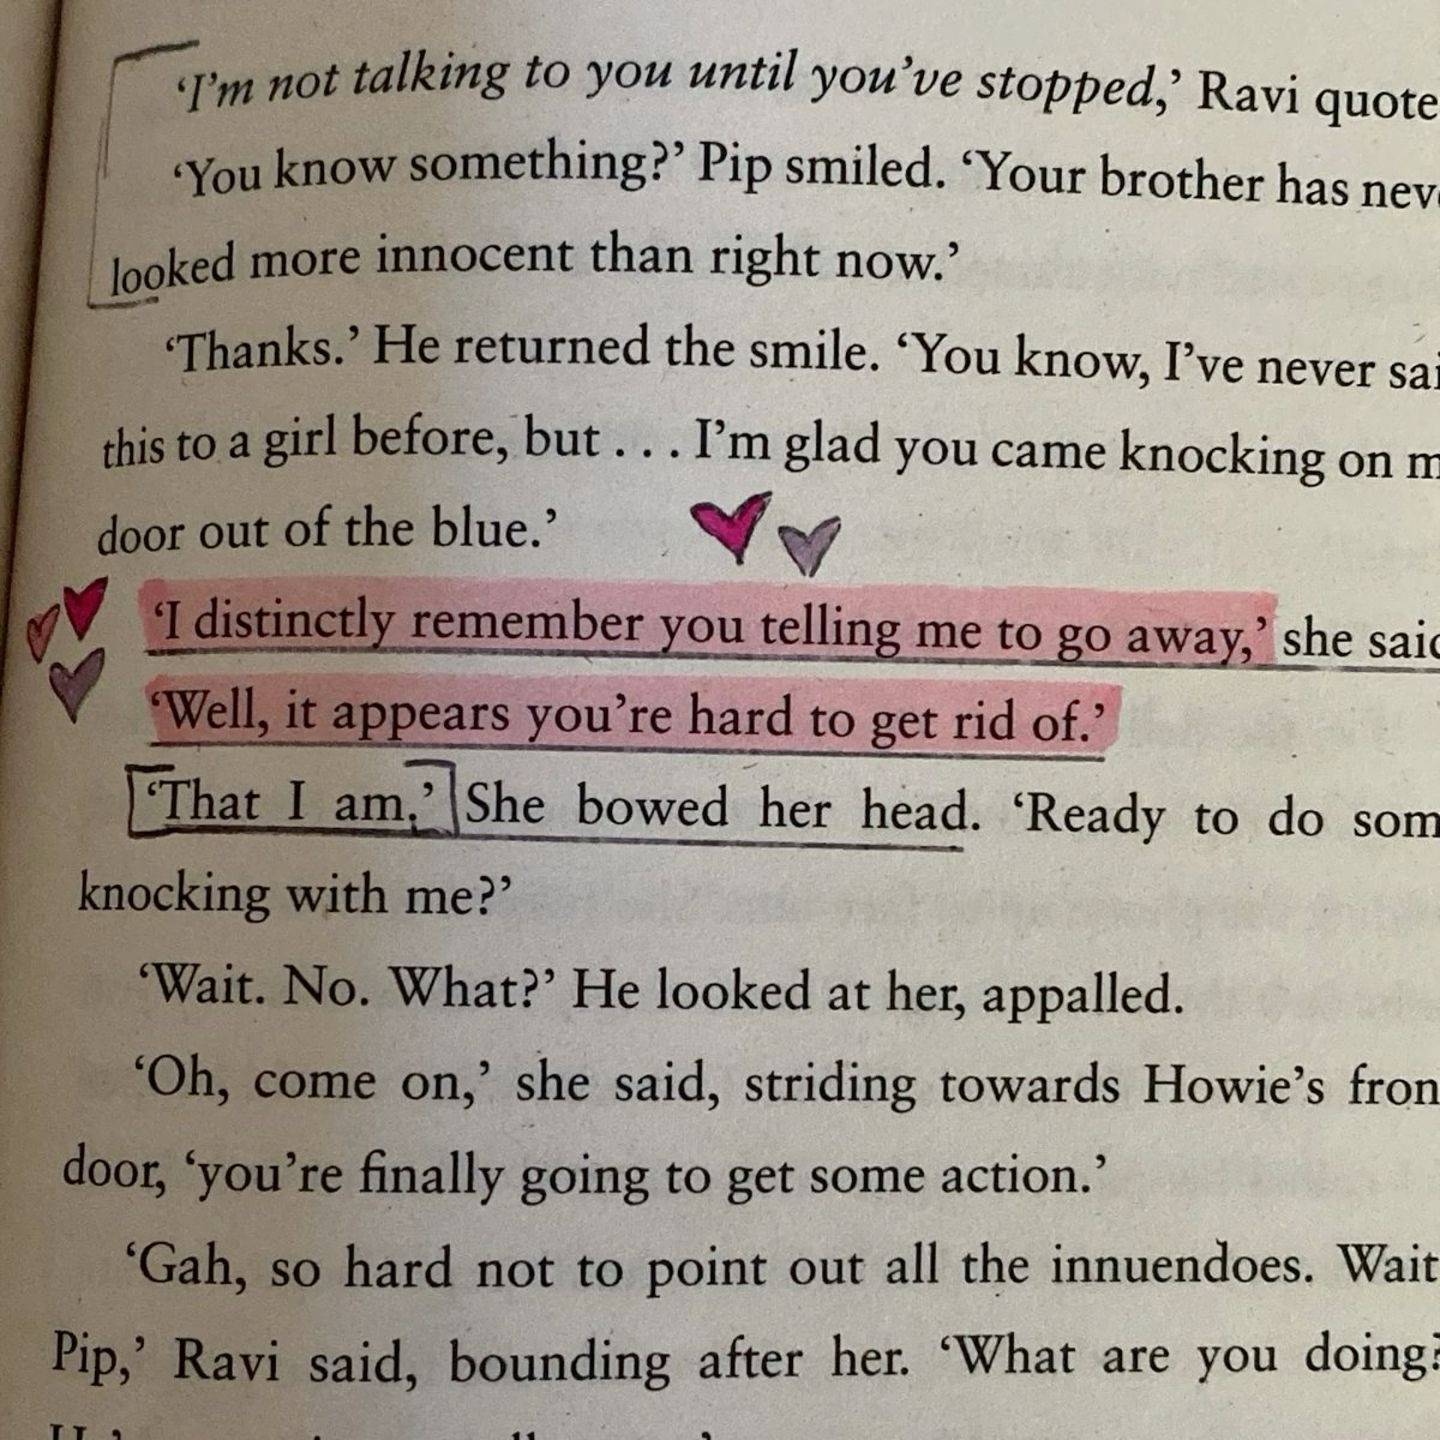 ‘I’m not talking to you until you’ve stopped,’ Ravi quote
‘You know something?’ Pip smiled. ‘Your brother has nev
looked more innocent than right now.’
‘Thanks.’ He returned the smile. ‘You know, I’ve never sai
this to a girl before, but . . . I’m glad you came knocking on m
door out of the blue.’
‘I distinctly remember you telling me to go away,’ she said
‘Well, it appears you’re hard to get rid of.’
‘That I am.’ She bowed her head. ‘Ready to do som
knocking with me?’
‘Wait. No. What?’ He looked at her, appalled.
‘Oh, come on,’ she said, striding towards Howie’s fron
door, ‘you’re finally going to get some action.’
‘Gah, so hard not to point out all the innuendoes. Wait
Pip,’ Ravi said, bounding after her. ‘What are you doing?